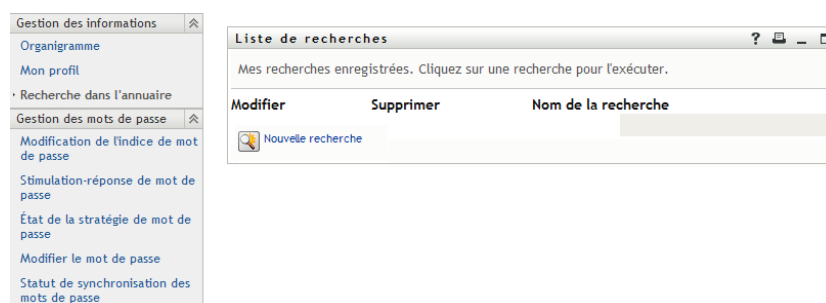 Gestion des informations
Organigramme
Mon profil
Recherche dans l'annuaire
Gestion des mots de passe
Modification de l'indice de mot
de passe
Stimulation-réponse de mot de
passe
État de la stratégie de mot de
passe
Modifier le mot de passe
Statut de synchronisation des
mots de passe
Liste de recherches
Mes recherches enregistrées. Cliquez sur une recherche pour l'exécuter.
Modifier Supprimer Nom de la recherche
Nouvelle recherche